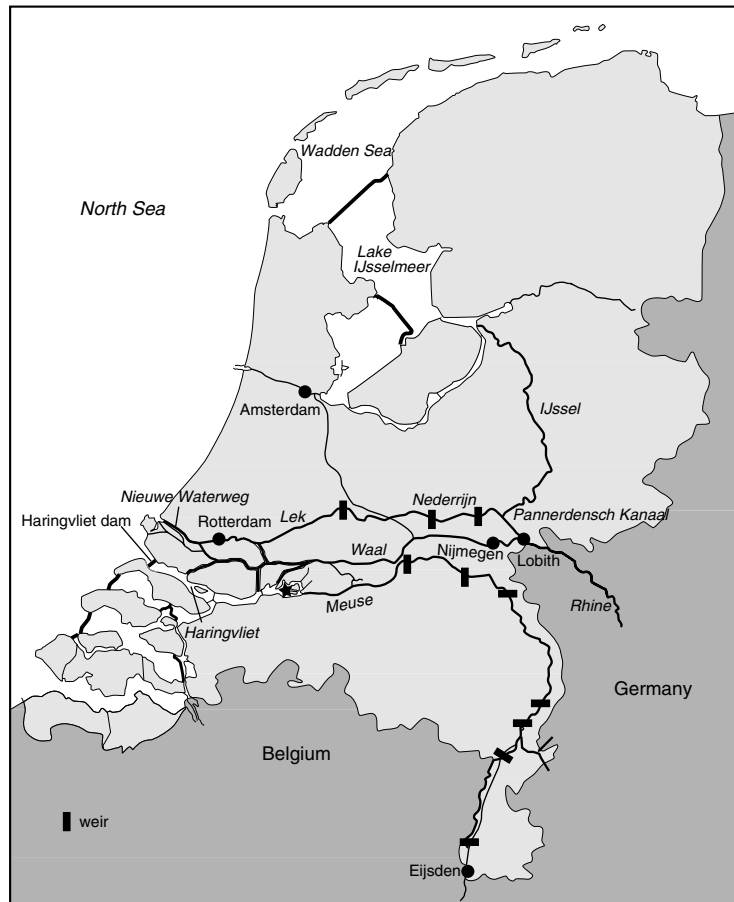 Wadden Sea
North Sea
Lake
IJsselmeer
Amsterdam
IJssel
Nieuwe Waterweg
Nederrijn
Haringvliet dam
Rotterdam
Lek
Pannerdensch Kanaal
Waal
Nijmegen
Lobith
Meuse
Rhine
Haringvliet
Germany
Belgium
weir
Eijsden